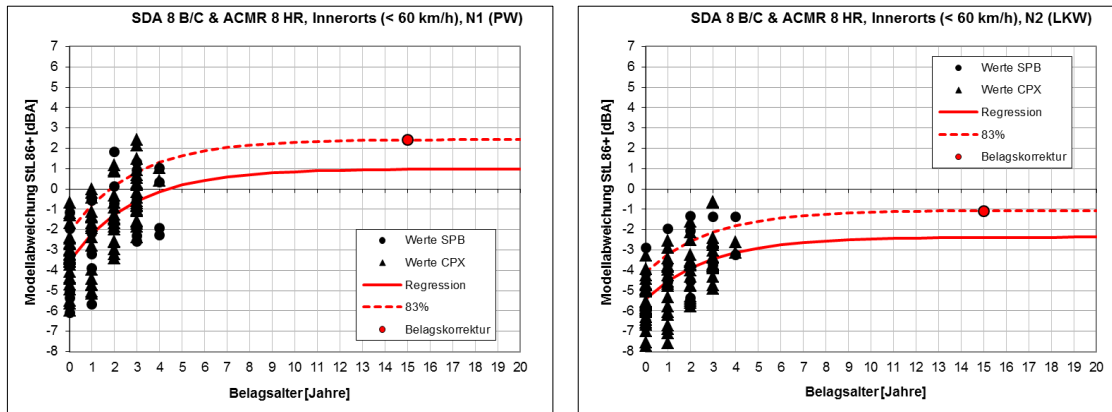 SDA 8 B/C & ACMR 8 HR, Innerorts (< 60 km/h), N1 (PW)
Modellabweichung StL86+ [dBA]
7
6
5
4
3
2
1
0
-1
-2
-3
-4
-5
-6
-7
-8
Werte SPB
Werte CPX
Regression
83%
Belagskorrektur
0 1 2 3 4 5 6 7 8 9 10 11 12 13 14 15 16 17 18 19 20
Belagsalter [Jahre]
SDA 8 B/C & ACMR 8 HR, Innerorts (< 60 km/h), N2 (LKW)
Modellabweichung StL86+ [dBA]
7
6
5
4
3
2
1
0
-1
-2
-3
-4
-5
-6
-7
-8
Werte SPB
Werte CPX
Regression
83%
Belagskorrektur
0 1 2 3 4 5 6 7 8 9 10 11 12 13 14 15 16 17 18 19 20
Belagsalter [Jahre]